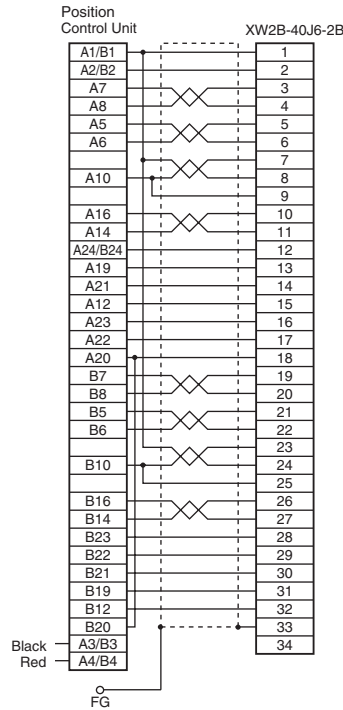 Position
Control Unit XW2B-40J6-2B
A1/B1 1
A2/B2 2
A7 3
A8 4
A5 5
A6 6
7
A10 8
9
A16 10
A14 11
A24/B24 12
A19 13
A21 14
A12 15
A23 16
A22 17
A20 18
B7 19
B8 20
B5 21
B6 22
23
B10 24
25
B16 26
B14 27
B23 28
B22 29
B21 30
B19 31
B12 32
B20 33
Black A3/B3 34
Red A4/B4
FG